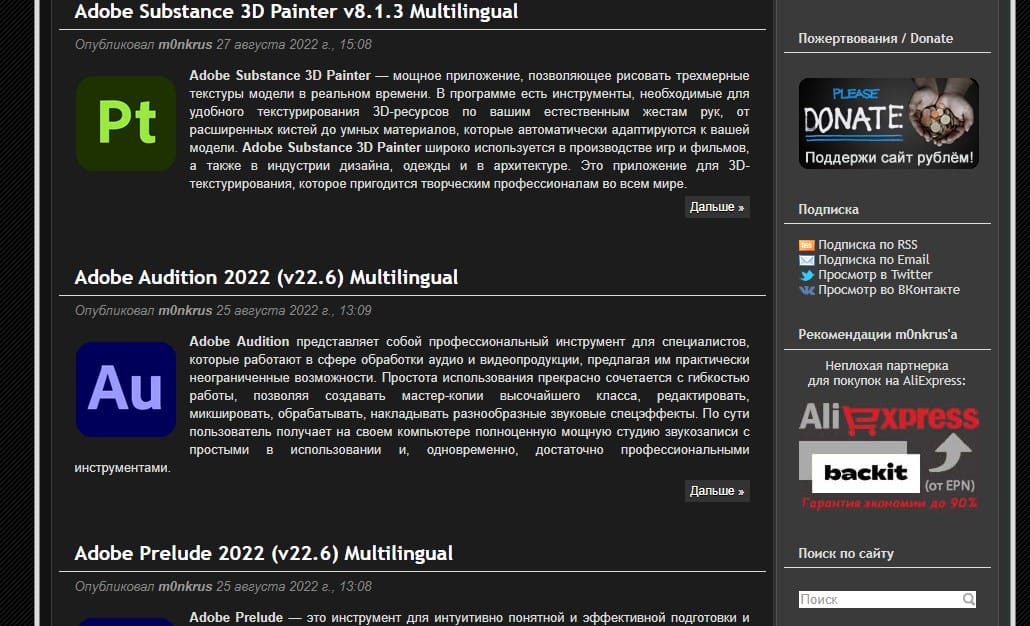 Adobe Substance 3D Painter v8.1.3 Multilingual
Опубликовал m0nkrus 27 августа 2022 г., 15:08
Pt
Adobe Substance 3D Painter — мощное приложение, позволяющее рисовать трехмерные
текстуры модели в реальном времени. В программе есть инструменты, необходимые для
удобного текстурирования 3D-ресурсов по вашим естественным жестам рук, от
расширенных кистей до умных материалов, которые автоматически адаптируются к вашей
модели. Adobe Substance 3D Painter широко используется в производстве игр и фильмов,
а также в индустрии дизайна, одежды и в архитектуре. Это приложение для 3D-
текстурирования, которое пригодится творческим профессионалам во всем мире.
Дальше »
Adobe Audition 2022 (v22.6) Multilingual
Опубликовал m0nkrus 25 августа 2022 г., 13:09
Au
Adobe Audition представляет собой профессиональный инструмент для специалистов,
которые работают в сфере обработки аудио и видеопродукции, предлагая им практически
неограниченные возможности. Простота использования прекрасно сочетается с гибкостью
работы, позволяя создавать мастер-копии высочайшего класса, редактировать,
микшировать, обрабатывать, накладывать разнообразные звуковые спецэффекты. По сути
пользователь получает на своем компьютере полноценную мощную студию звукозаписи с
простыми в использовании и, одновременно, достаточно профессиональными
инструментами.
Дальше »
Adobe Prelude 2022 (v22.6) Multilingual
Опубликовал m0nkrus 25 августа 2022 г., 13:08
Adobe Prelude — это инструмент для интуитивно понятной и эффективной подготовки и
Пожертвования / Donate
PLEASE
DONATE
Поддержи сайт рублём!
Подписка
Подписка по RSS
Подписка по Email
Просмотр в Twitter
Просмотр во ВКонтакте
Рекомендации m0nkrus'а
Неплохая партнерка
для покупок на AliExpress:
AliExpress
backit
(от EPN)
Гарантия экономии до 90%
Поиск по сайту
Поиск